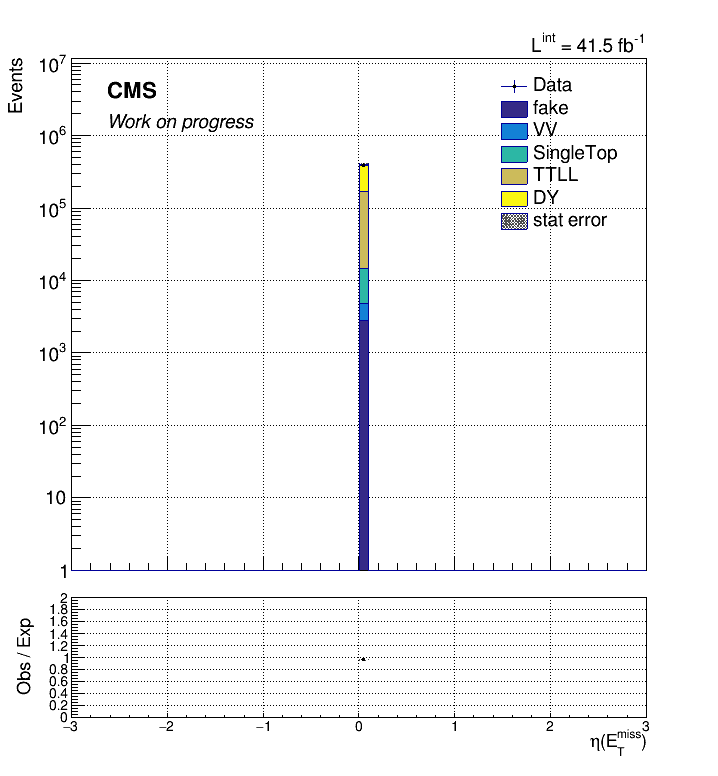 L^int = 41.5 fb^-1
Events
10^7
10^6
10^5
10^4
10^3
10^2
10
1
CMS
Work on progress
Data
fake
VV
SingleTop
TTLL
DY
stat error
Obs / Exp
2
1.8
1.6
1.4
1.2
1
0.8
0.6
0.4
0.2
0
−3 −2 −1 0 1 2 3
η(E_T^miss)